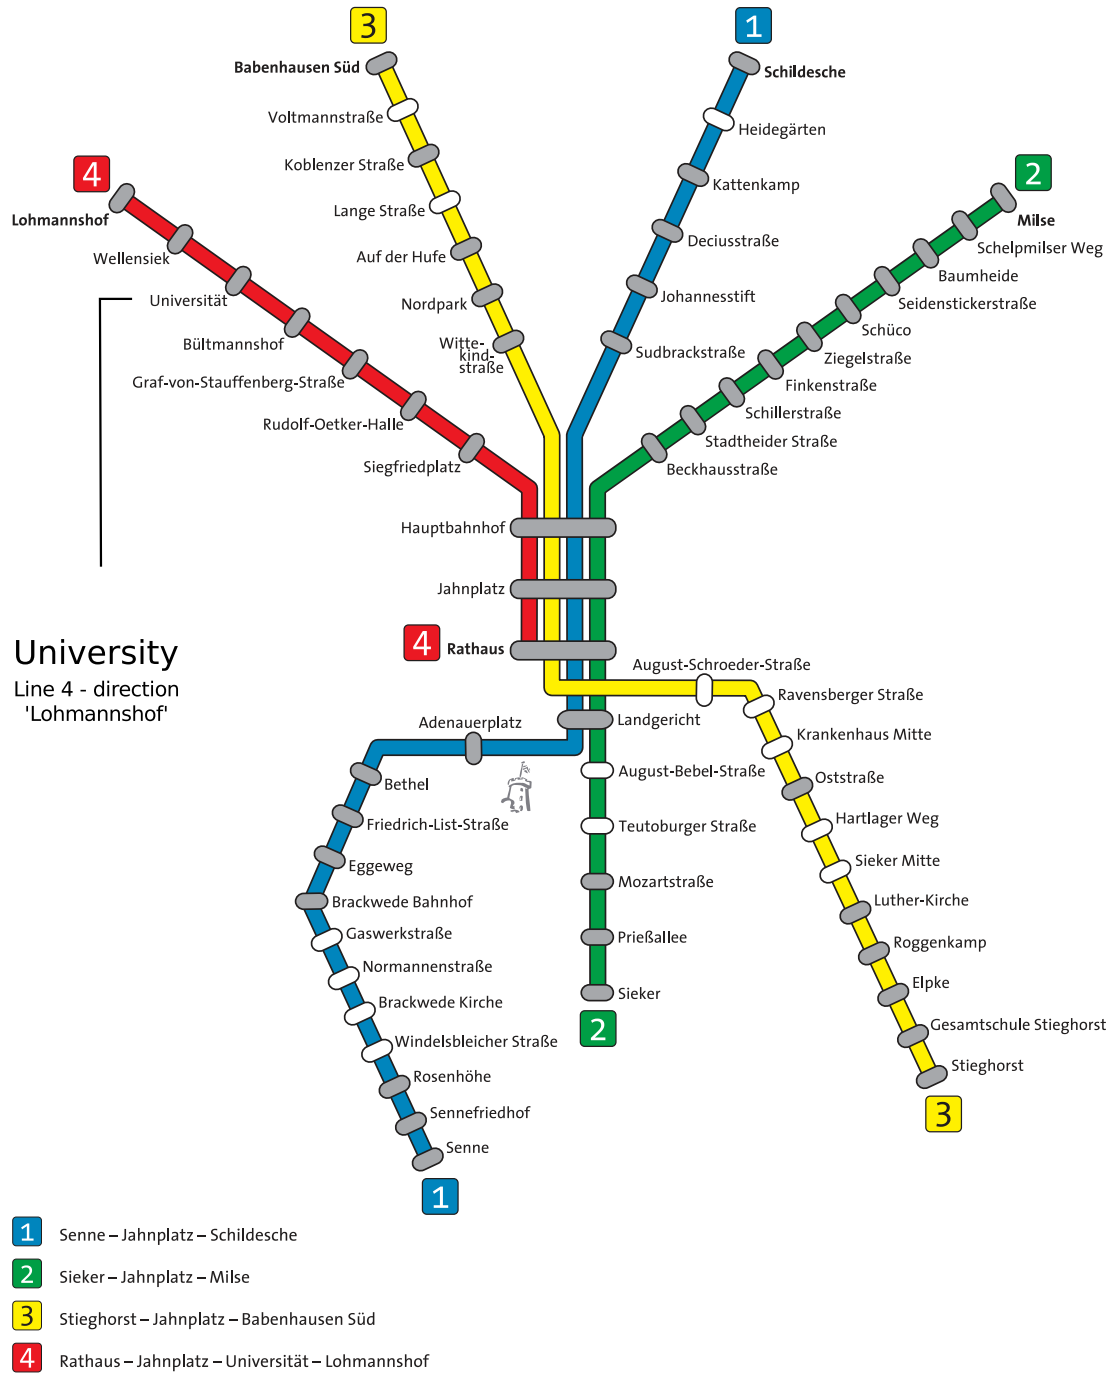 3
1
Babenhausen Süd
Schildesche
Voltmannstraße
Heidegärten
Koblenzer Straße
4
2
Kattenkamp
Lohmannshof
Lange Straße
Milse
Deciusstraße
Schelpmilser Weg
Wellensiek
Auf der Hufe
Baumheide
Universität
Nordpark
Johannesstift
Seidenstickerstraße
Bültmannshof
Witte-
kind-
straße
Sudbrackstraße
Schüco
Ziegelstraße
Graf-von-Stauffenberg-Straße
Finkenstraße
Rudolf-Oetker-Halle
Schillerstraße
Stadtheider Straße
Siegfriedplatz
Beckhausstraße
Hauptbahnhof
Jahnplatz
4
Rathaus
University
Line 4 - direction
'Lohmannshof'
August-Schroeder-Straße
Ravensberger Straße
Adenauerplatz
Landgericht
Krankenhaus Mitte
August-Bebel-Straße
Oststraße
Bethel
Friedrich-List-Straße
Teutoburger Straße
Hartlager Weg
Eggeweg
Sieker Mitte
Mozartstraße
Brackwede Bahnhof
Luther-Kirche
Gaswerkstraße
Prießallee
Roggenkamp
Normannenstraße
Elpke
Sieker
Brackwede Kirche
2
Gesamtschule Stieghorst
Windelsbleicher Straße
Stieghorst
Rosenhöhe
3
Sennefriedhof
Senne
1
1 Senne – Jahnplatz – Schildesche
2 Sieker – Jahnplatz – Milse
3 Stieghorst – Jahnplatz – Babenhausen Süd
4 Rathaus – Jahnplatz – Universität – Lohmannshof